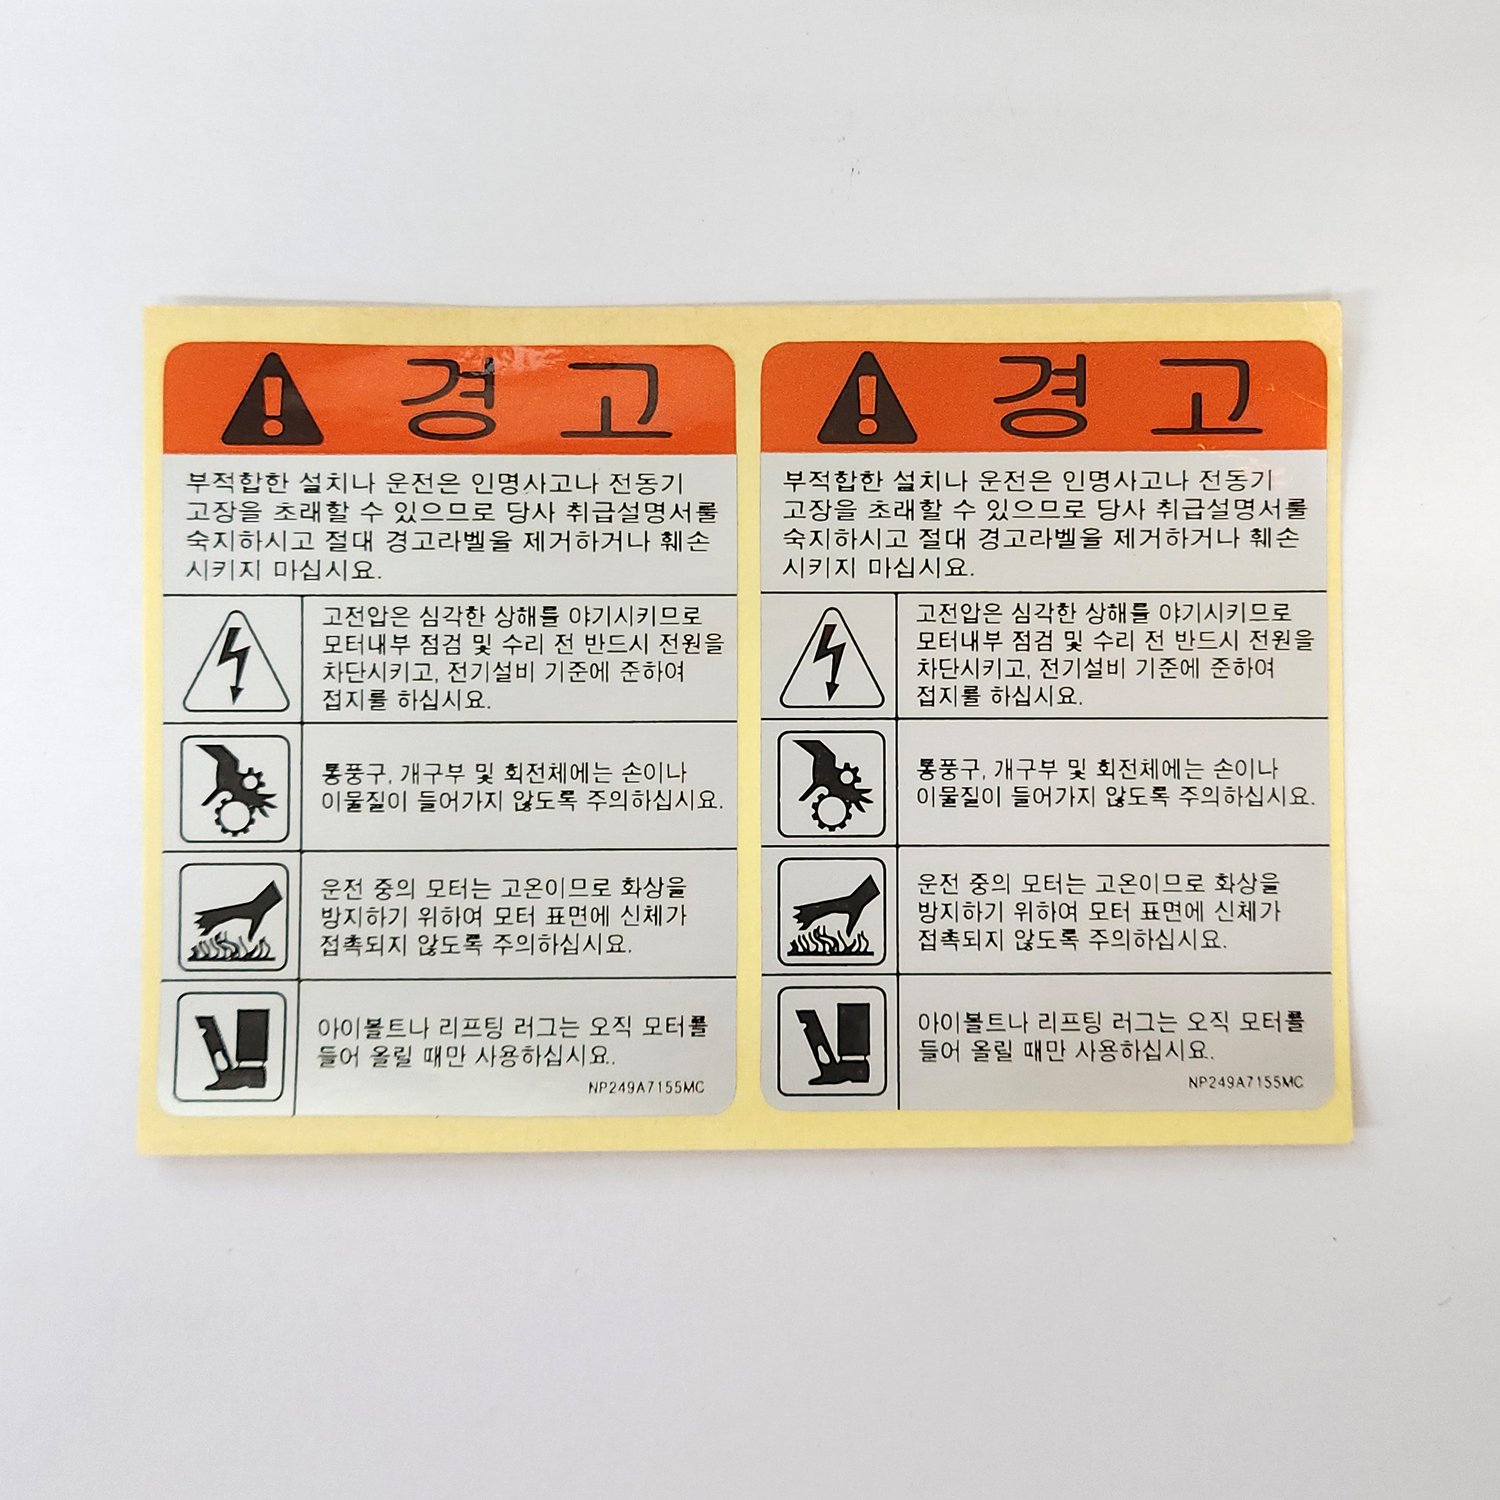 경 고
부적합한 설치나 운전은 인명사고나 전동기
고장을 초래할 수 있으므로 당사 취급설명서를
숙지하시고 절대 경고라벨을 제거하거나 훼손
시키지 마십시요.
고전압은 심각한 상해를 야기시키므로
모터내부 점검 및 수리 전 반드시 전원을
차단시키고, 전기설비 기준에 준하여
접지를 하십시요.
통풍구, 개구부 및 회전체에는 손이나
이물질이 들어가지 않도록 주의하십시요.
운전 중의 모터는 고온이므로 화상을
방지하기 위하여 모터 표면에 신체가
접촉되지 않도록 주의하십시요.
아이볼트나 리프팅 러그는 오직 모터를
들어 올릴 때만 사용하십시요.
NP249A7155MC
경 고
부적합한 설치나 운전은 인명사고나 전동기
고장을 초래할 수 있으므로 당사 취급설명서를
숙지하시고 절대 경고라벨을 제거하거나 훼손
시키지 마십시요.
고전압은 심각한 상해를 야기시키므로
모터내부 점검 및 수리 전 반드시 전원을
차단시키고, 전기설비 기준에 준하여
접지를 하십시요.
통풍구, 개구부 및 회전체에는 손이나
이물질이 들어가지 않도록 주의하십시요.
운전 중의 모터는 고온이므로 화상을
방지하기 위하여 모터 표면에 신체가
접촉되지 않도록 주의하십시요.
아이볼트나 리프팅 러그는 오직 모터를
들어 올릴 때만 사용하십시요.
NP249A7155MC